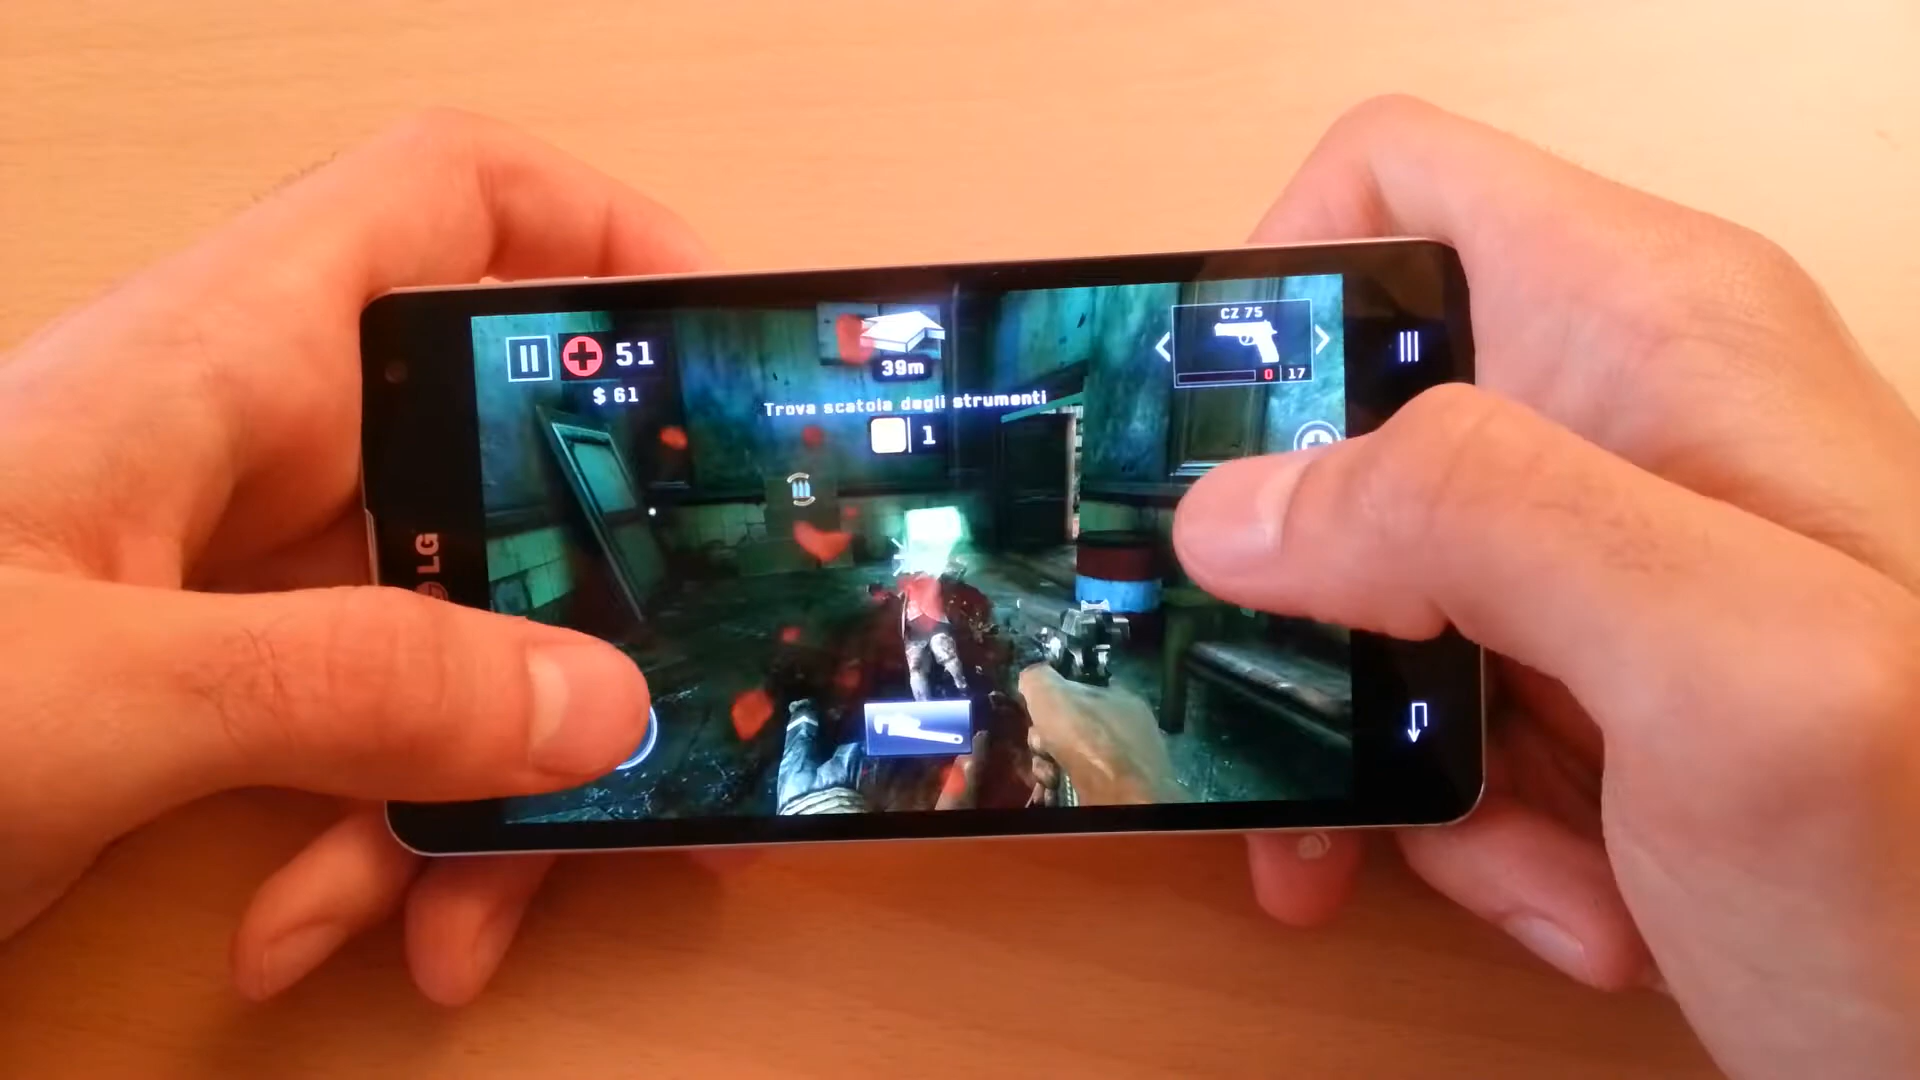 CZ 75
51
39m
0 17
$ 61
Trova scatola degli strumenti
1
LG